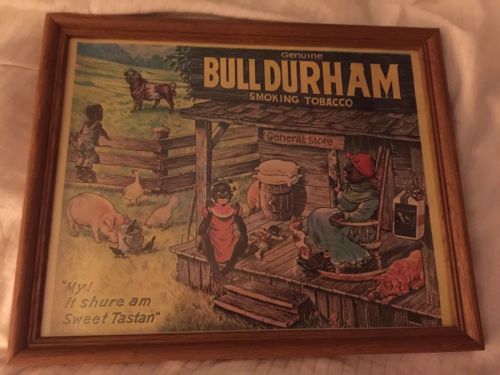 Genuine
BULL DURHAM
SMOKING TOBACCO
General Store
"My!
It shure am
Sweet Tastan"